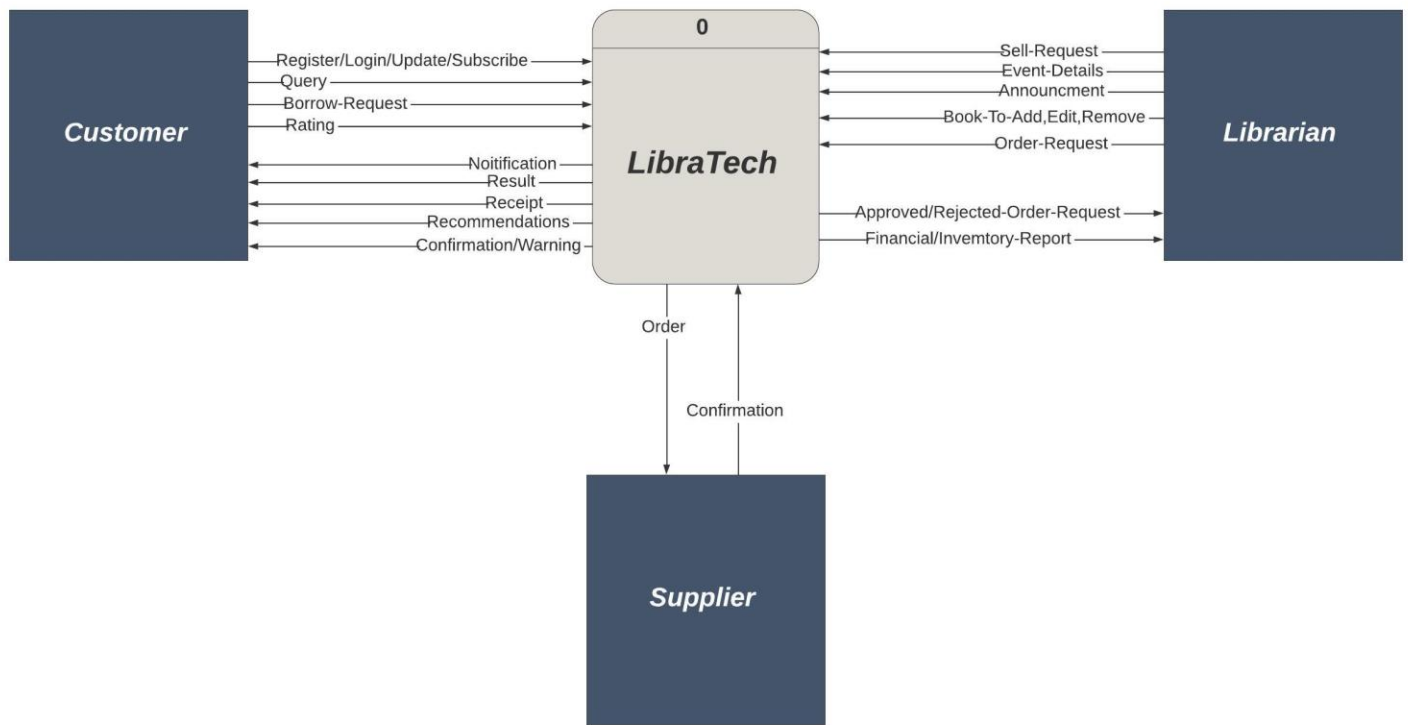 0
LibraTech
Customer
Register/Login/Update/Subscribe
Query
Borrow-Request
Rating
Noitification
Result
Receipt
Recommendations
Confirmation/Warning
Sell-Request
Event-Details
Announcment
Book-To-Add,Edit,Remove
Order-Request
Approved/Rejected-Order-Request
Financial/Invemtory-Report
Librarian
Order
Confirmation
Supplier